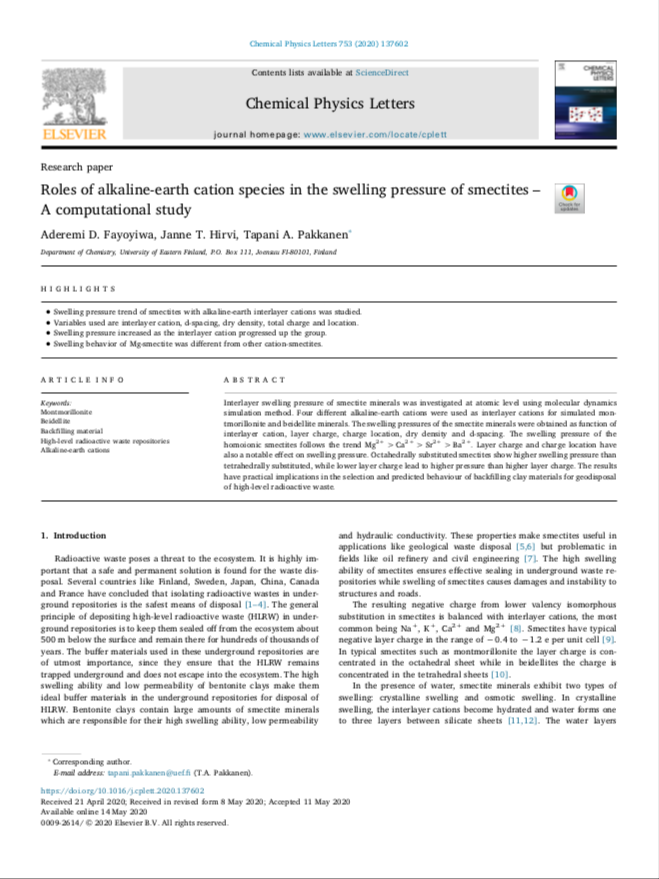 Chemical Physics Letters 753 (2020) 137602
Contents lists available at ScienceDirect
Chemical Physics Letters
journal homepage: www.elsevier.com/locate/cplett
ELSEVIER
CHEMICAL
PHYSICS
LETTERS
Research paper
Roles of alkaline-earth cation species in the swelling pressure of smectites –
A computational study
Check for
updates
Aderemi D. Fayoyiwa, Janne T. Hirvi, Tapani A. Pakkanen*
Department of Chemistry, University of Eastern Finland, P.O. Box 111, Joensuu FI-80101, Finland
HIGHLIGHTS
• Swelling pressure trend of smectites with alkaline-earth interlayer cations was studied.
• Variables used are interlayer cation, d-spacing, dry density, total charge and location.
• Swelling pressure increased as the interlayer cation progressed up the group.
• Swelling behavior of Mg-smectite was different from other cation-smectites.
ARTICLE INFO
Keywords:
Montmorillonite
Beidellite
Backfilling material
High-level radioactive waste repositories
Alkaline-earth cations
ABSTRACT
Interlayer swelling pressure of smectite minerals was investigated at atomic level using molecular dynamics
simulation method. Four different alkaline-earth cations were used as interlayer cations for simulated mon-
tmorillonite and beidellite minerals. The swelling pressures of the smectite minerals were obtained as function of
interlayer cation, layer charge, charge location, dry density and d-spacing. The swelling pressure of the
homoionic smectites follows the trend Mg²⁺ > Ca²⁺ > Sr²⁺ > Ba²⁺. Layer charge and charge location have
also a notable effect on swelling pressure. Octahedrally substituted smectites show higher swelling pressure than
tetrahedrally substituted, while lower layer charge lead to higher pressure than higher layer charge. The results
have practical implications in the selection and predicted behaviour of backfilling clay materials for geodisposal
of high-level radioactive waste.
1. Introduction
Radioactive waste poses a threat to the ecosystem. It is highly im-
portant that a safe and permanent solution is found for the waste dis-
posal. Several countries like Finland, Sweden, Japan, China, Canada
and France have concluded that isolating radioactive wastes in under-
ground repositories is the safest means of disposal [1–4]. The general
principle of depositing high-level radioactive waste (HLRW) in under-
ground repositories is to keep them sealed off from the ecosystem about
500 m below the surface and remain there for hundreds of thousands of
years. The buffer materials used in these underground repositories are
of utmost importance, since they ensure that the HLRW remains
trapped underground and does not escape into the ecosystem. The high
swelling ability and low permeability of bentonite clays make them
ideal buffer materials in the underground repositories for disposal of
HLRW. Bentonite clays contain large amounts of smectite minerals
which are responsible for their high swelling ability, low permeability
and hydraulic conductivity. These properties make smectites useful in
applications like geological waste disposal [5,6] but problematic in
fields like oil refinery and civil engineering [7]. The high swelling
ability of smectites ensures effective sealing in underground waste re-
positories while swelling of smectites causes damages and instability to
structures and roads.
The resulting negative charge from lower valency isomorphous
substitution in smectites is balanced with interlayer cations, the most
common being Na⁺, K⁺, Ca²⁺ and Mg²⁺ [8]. Smectites have typical
negative layer charge in the range of −0.4 to −1.2 e per unit cell [9].
In typical smectites such as montmorillonite the layer charge is con-
centrated in the octahedral sheet while in beidellites the charge is
concentrated in the tetrahedral sheets [10].
In the presence of water, smectite minerals exhibit two types of
swelling: crystalline swelling and osmotic swelling. In crystalline
swelling, the interlayer cations become hydrated and water forms one
to three layers between silicate sheets [11,12]. The water layers
* Corresponding author.
E-mail address: tapani.pakkanen@uef.fi (T.A. Pakkanen).
https://doi.org/10.1016/j.cplett.2020.137602
Received 21 April 2020; Received in revised form 8 May 2020; Accepted 11 May 2020
Available online 14 May 2020
0009-2614/ © 2020 Elsevier B.V. All rights reserved.